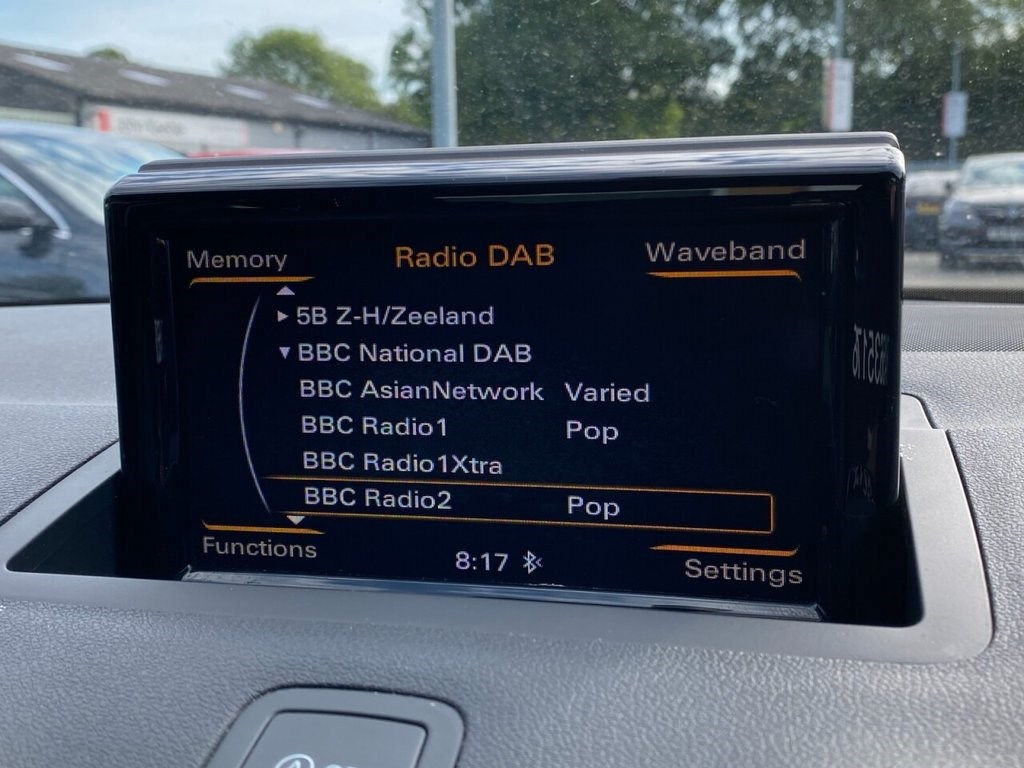 Memory Radio DAB Waveband
5B Z-H/Zeeland
BBC National DAB
BBC AsianNetwork Varied
BBC Radio1 Pop
BBC Radio1Xtra
BBC Radio2 Pop
Functions 8:17 Settings